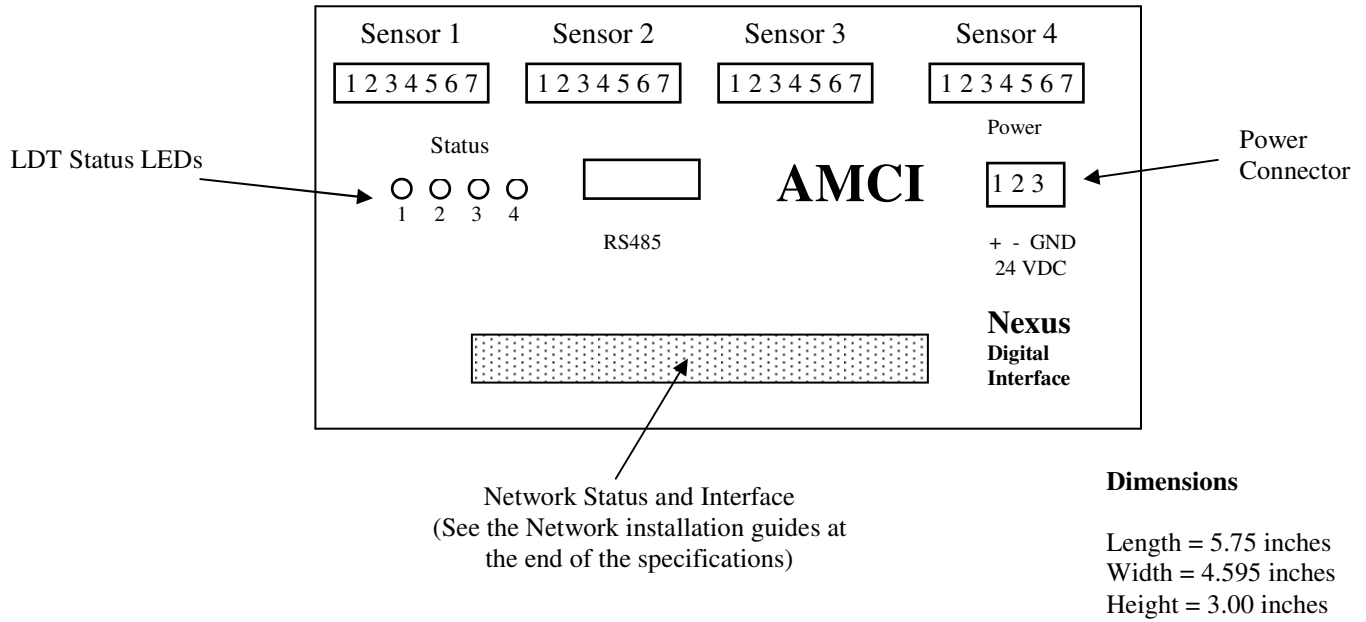 Sensor 1 Sensor 2 Sensor 3 Sensor 4
1 2 3 4 5 6 7 1 2 3 4 5 6 7 1 2 3 4 5 6 7 1 2 3 4 5 6 7
LDT Status LEDs
Status
1 2 3 4
RS485
AMCI
Power
1 2 3
+ - GND
24 VDC
Power
Connector
Nexus
Digital
Interface
Network Status and Interface
(See the Network installation guides at
the end of the specifications)
Dimensions
Length = 5.75 inches
Width = 4.595 inches
Height = 3.00 inches